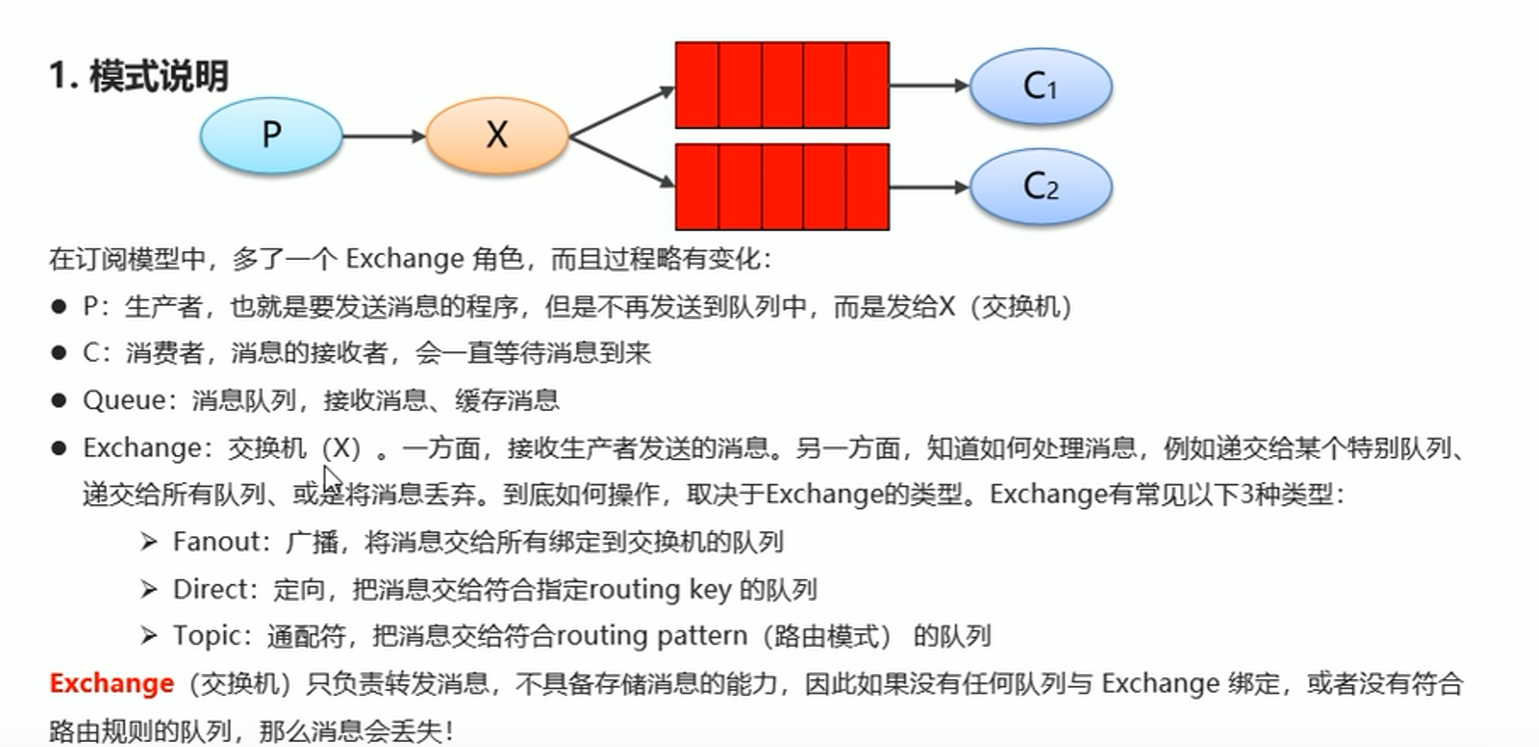 1. 模式说明
P
X
C1
C2
在订阅模型中，多了一个 Exchange 角色，而且过程略有变化：
● P：生产者，也就是要发送消息的程序，但是不再发送到队列中，而是发给X（交换机）
● C：消费者，消息的接收者，会一直等待消息到来
● Queue：消息队列，接收消息、缓存消息
● Exchange：交换机（X）。一方面，接收生产者发送的消息。另一方面，知道如何处理消息，例如递交给某个特别队列、
递交给所有队列、或是将消息丢弃。到底如何操作，取决于Exchange的类型。Exchange有常见以下3种类型：
➢ Fanout：广播，将消息交给所有绑定到交换机的队列
➢ Direct：定向，把消息交给符合指定routing key 的队列
➢ Topic：通配符，把消息交给符合routing pattern（路由模式） 的队列
Exchange（交换机）只负责转发消息，不具备存储消息的能力，因此如果没有任何队列与 Exchange 绑定，或者没有符合
路由规则的队列，那么消息会丢失！